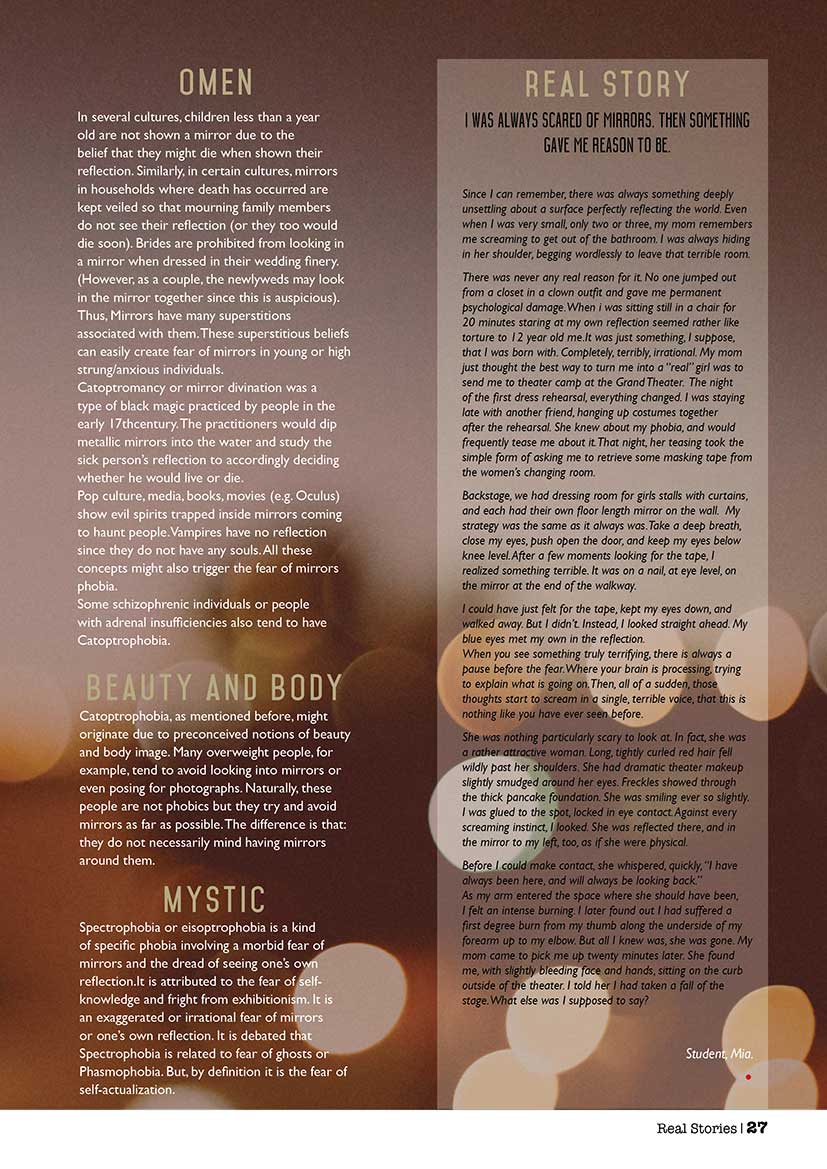 OMEN
In several cultures, children less than a year
old are not shown a mirror due to the
belief that they might die when shown their
reflection. Similarly, in certain cultures, mirrors
in households where death has occurred are
kept veiled so that mourning family members
do not see their reflection (or they too would
die soon). Brides are prohibited from looking in
a mirror when dressed in their wedding finery.
(However, as a couple, the newlyweds may look
in the mirror together since this is auspicious).
Thus, Mirrors have many superstitions
associated with them. These superstitious beliefs
can easily create fear of mirrors in young or high
strung/anxious individuals.
Catoptromancy or mirror divination was a
type of black magic practiced by people in the
early 17thcentury. The practitioners would dip
metallic mirrors into the water and study the
sick person's reflection to accordingly deciding
whether he would live or die.
Pop culture, media, books, movies (e.g. Oculus)
show evil spirits trapped inside mirrors coming
to haunt people. Vampires have no reflection
since they do not have any souls. All these
concepts might also trigger the fear of mirrors
phobia.
Some schizophrenic individuals or people
with adrenal insufficiencies also tend to have
Catoptrophobia.
BEAUTY AND BODY
Catoptrophobia, as mentioned before, might
originate due to preconceived notions of beauty
and body image. Many overweight people, for
example, tend to avoid looking into mirrors or
even posing for photographs. Naturally, these
people are not phobics but they try and avoid
mirrors as far as possible. The difference is that:
they do not necessarily mind having mirrors
around them.
MYSTIC
Spectrophobia or eisoptrophobia is a kind
of specific phobia involving a morbid fear of
mirrors and the dread of seeing one's own
reflection.It is attributed to the fear of self-
knowledge and fright from exhibitionism. It is
an exaggerated or irrational fear of mirrors
or one's own reflection. It is debated that
Spectrophobia is related to fear of ghosts or
Phasmophobia. But, by definition it is the fear of
self-actualization.
REAL STORY
I WAS ALWAYS SCARED OF MIRRORS. THEN SOMETHING
GAVE ME REASON TO BE.
Since I can remember, there was always something deeply
unsettling about a surface perfectly reflecting the world. Even
when I was very small, only two or three, my mom remembers
me screaming to get out of the bathroom. I was always hiding
in her shoulder, begging wordlessly to leave that terrible room.
There was never any real reason for it. No one jumped out
from a closet in a clown outfit and gave me permanent
psychological damage. When i was sitting still in a chair for
20 minutes staring at my own reflection seemed rather like
torture to 12 year old me.It was just something, I suppose,
that I was born with. Completely, terribly, irrational. My mom
just thought the best way to turn me into a "real" girl was to
send me to theater camp at the Grand Theater. The night
of the first dress rehearsal, everything changed. I was staying
late with another friend, hanging up costumes together
after the rehearsal. She knew about my phobia, and would
frequently tease me about it. That night, her teasing took the
simple form of asking me to retrieve some masking tape from
the women's changing room.
Backstage, we had dressing room for girls stalls with curtains,
and each had their own floor length mirror on the wall. My
strategy was the same as it always was. Take a deep breath,
close my eyes, push open the door, and keep my eyes below
knee level. After a few moments looking for the tape, I
realized something terrible. It was on a nail, at eye level, on
the mirror at the end of the walkway.
I could have just felt for the tape, kept my eyes down, and
walked away. But I didn't. Instead, I looked straight ahead. My
blue eyes met my own in the reflection.
When you see something truly terrifying, there is always a
pause before the fear. Where your brain is processing, trying
to explain what is going on. Then, all of a sudden, those
thoughts start to scream in a single, terrible voice, that this is
nothing like you have ever seen before.
She was nothing particularly scary to look at. In fact, she was
a rather attractive woman. Long, tightly curled red hair fell
wildly past her shoulders. She had dramatic theater makeup
slightly smudged around her eyes. Freckles showed through
the thick pancake foundation. She was smiling ever so slightly.
I was glued to the spot, locked in eye contact. Against every
screaming instinct, I looked. She was reflected there, and in
the mirror to my left, too, as if she were physical.
Before I could make contact, she whispered, quickly, "I have
always been here, and will always be looking back."
As my arm entered the space where she should have been,
I felt an intense burning. I later found out I had suffered a
first degree burn from my thumb along the underside of my
forearm up to my elbow. But all I knew was, she was gone. My
mom came to pick me up twenty minutes later. She found
me, with slightly bleeding face and hands, sitting on the curb
outside of the theater. I told her I had taken a fall of the
stage. What else was I supposed to say?
Student, Mia.
Real Stories | 27